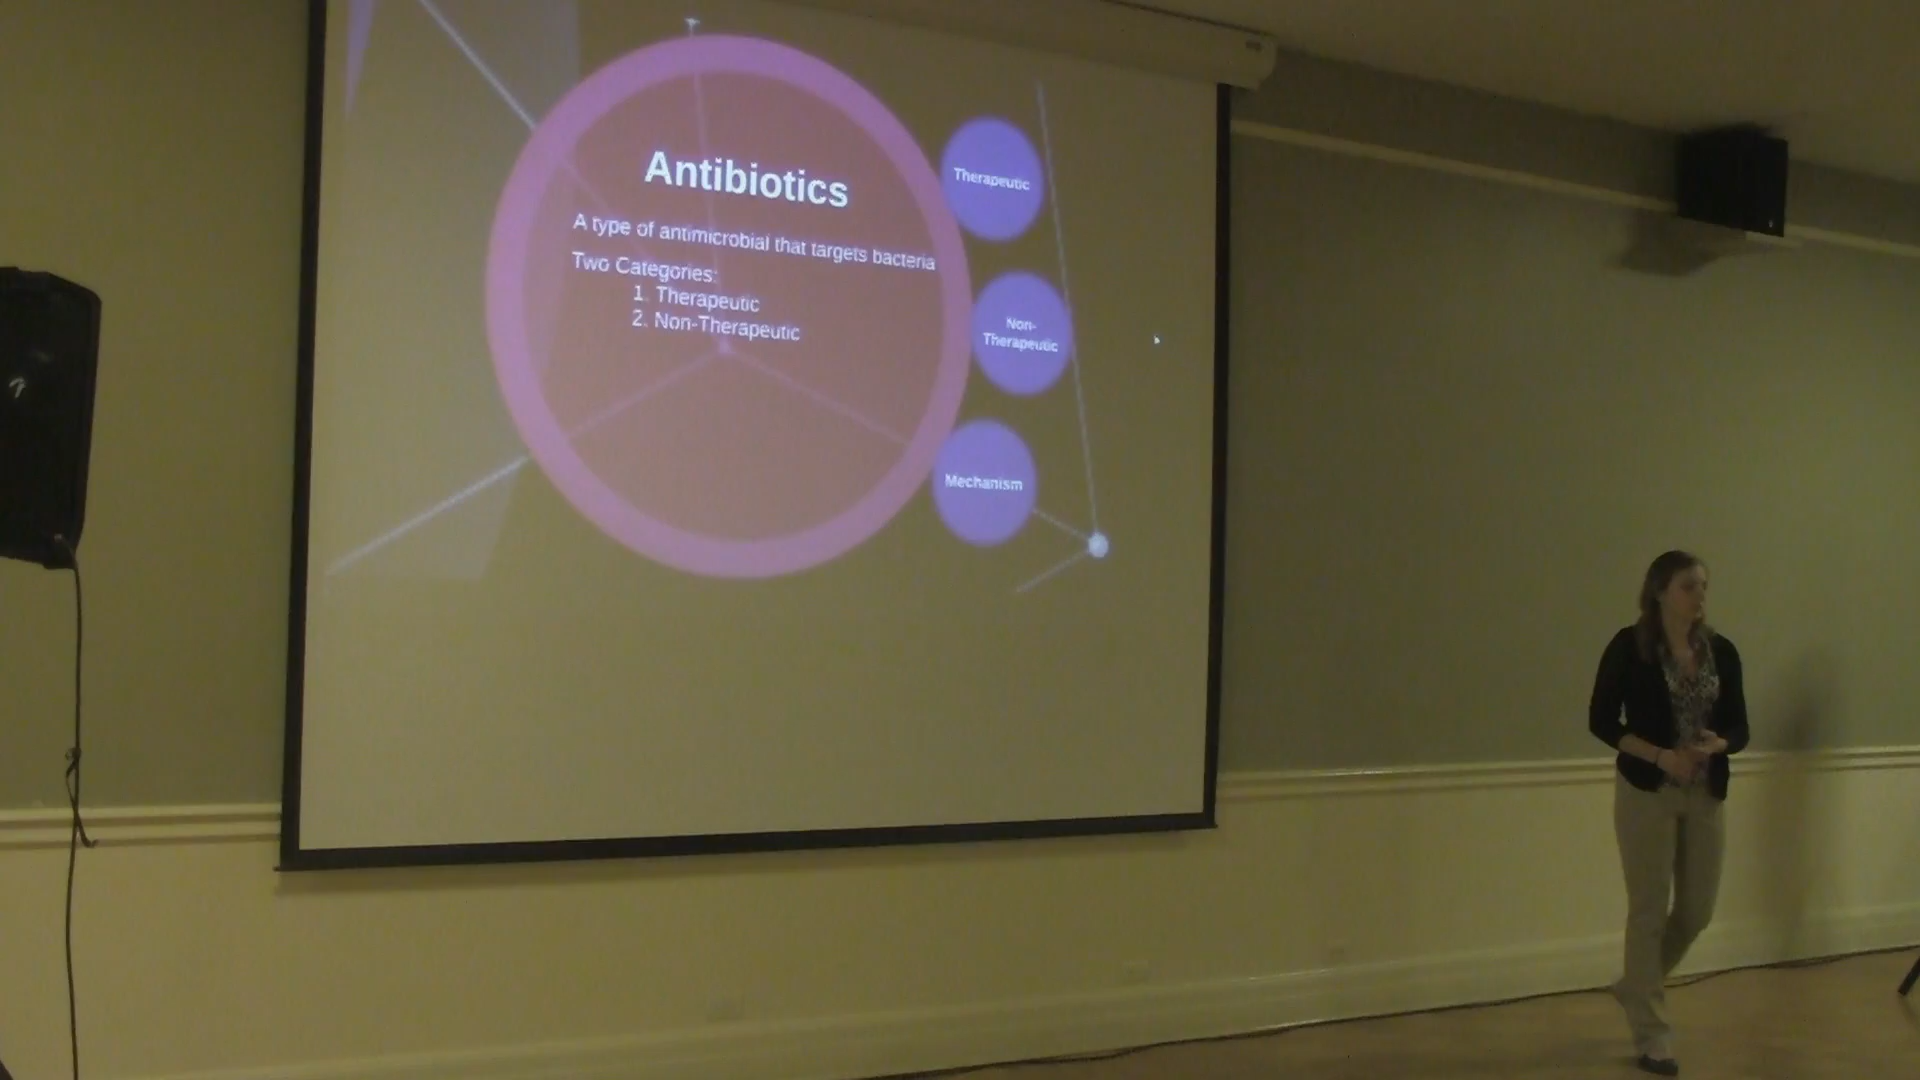 Antibiotics
A type of antimicrobial that targets bacteria
Two Categories:
1. Therapeutic
2. Non-Therapeutic
Therapeutic
Non-
Therapeutic
Mechanism